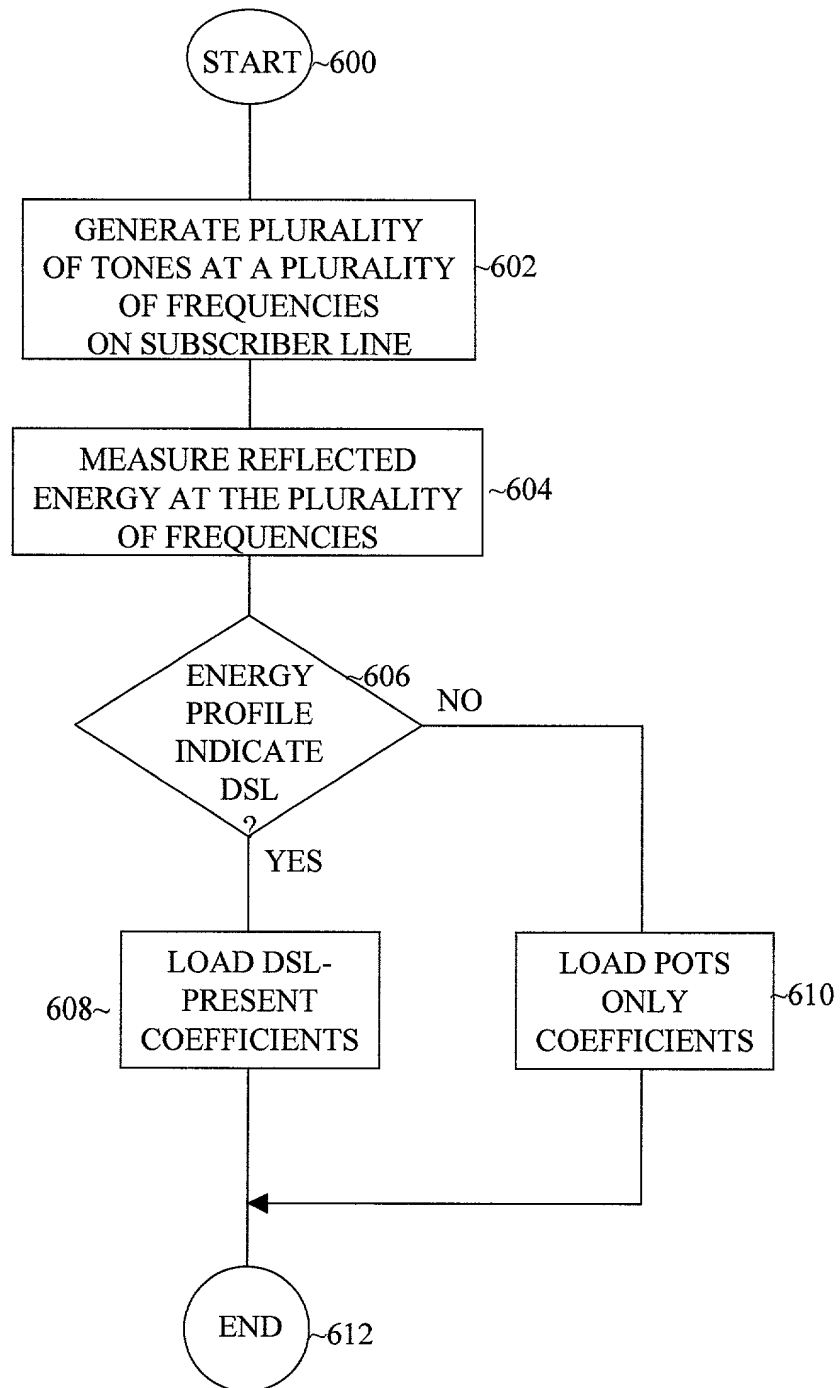 START ~600
GENERATE PLURALITY
OF TONES AT A PLURALITY
OF FREQUENCIES
ON SUBSCRIBER LINE
~602
MEASURE REFLECTED
ENERGY AT THE PLURALITY
OF FREQUENCIES
~604
ENERGY
PROFILE
INDICATE
DSL
?
~606
NO
YES
LOAD DSL-
PRESENT
COEFFICIENTS
608~
LOAD POTS
ONLY
COEFFICIENTS
~610
END ~612